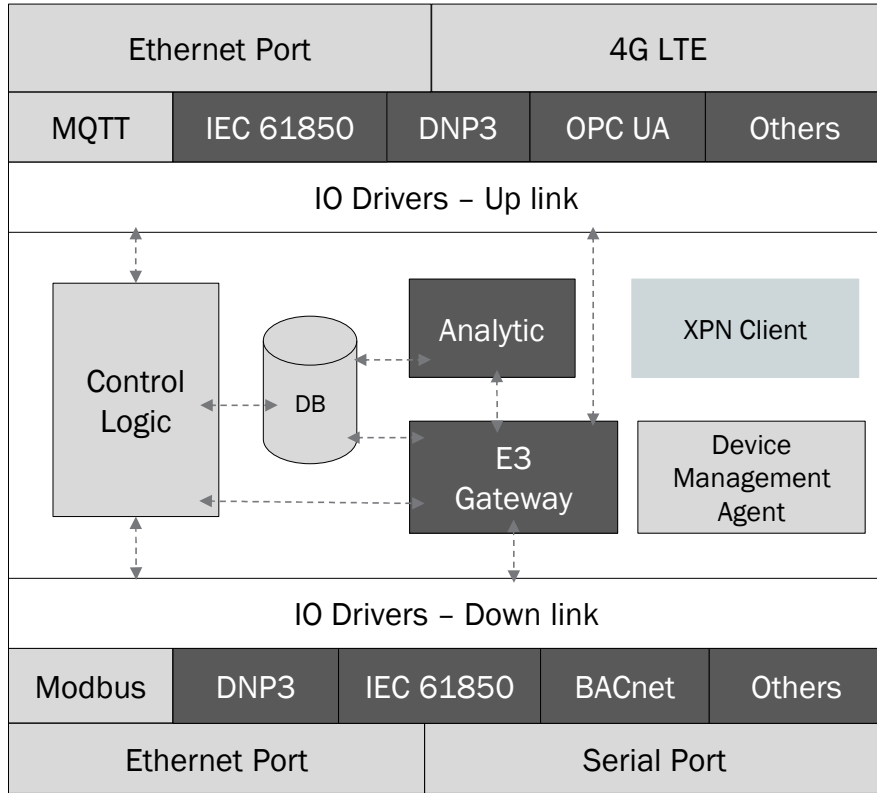 Ethernet Port
4G LTE
MQTT
IEC 61850
DNP3
OPC UA
Others
IO Drivers – Up link
Control
Logic
DB
Analytic
XPN Client
E3
Gateway
Device
Management
Agent
IO Drivers – Down link
Modbus
DNP3
IEC 61850
BACnet
Others
Ethernet Port
Serial Port